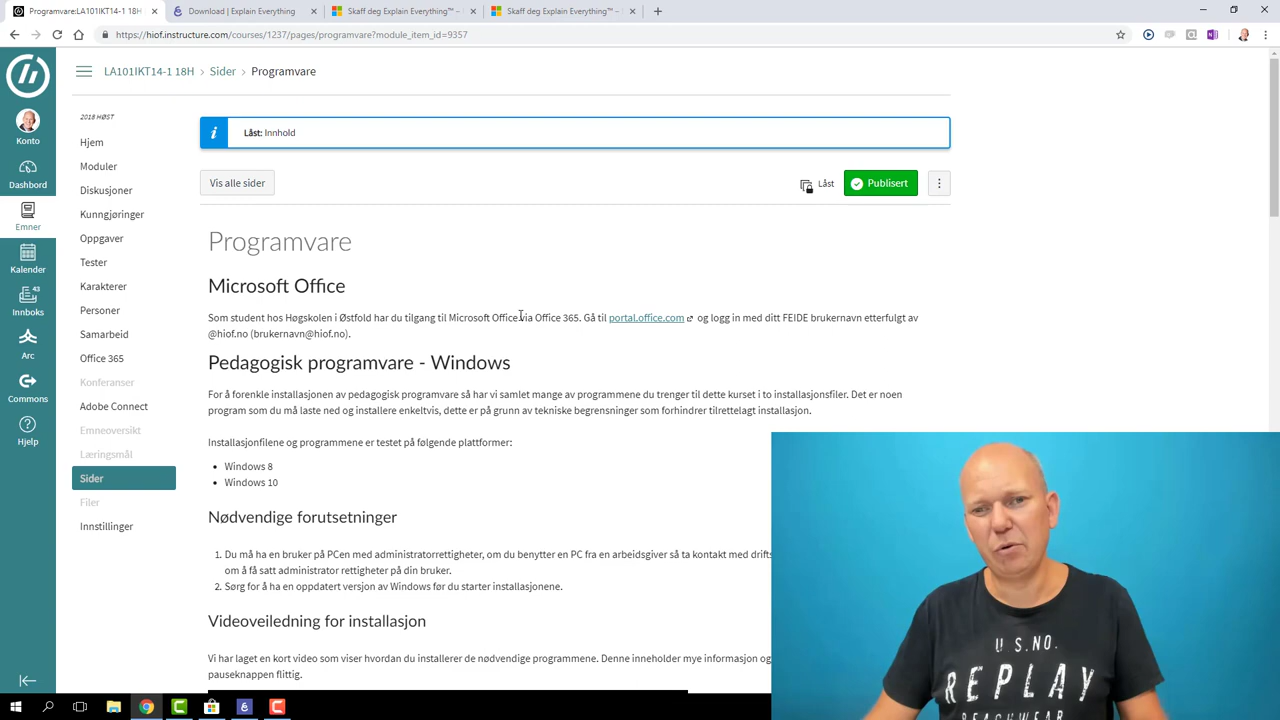 Programvare:LA101IKT14-1 18H
Download | Explain Everything
Skaff deg Explain Everything™ –
Skaff deg Explain Everything™ –
https://hiof.instructure.com/courses/1237/pages/programvare?module_item_id=9357
LA101IKT14-1 18H > Sider > Programvare
Konto
Dashbord
Emner
Kalender
43
Innboks
Arc
Commons
Hjelp
2018 HØST
Hjem
Moduler
Diskusjoner
Kunngjøringer
Oppgaver
Tester
Karakterer
Personer
Samarbeid
Office 365
Konferanser
Adobe Connect
Emneoversikt
Læringsmål
Sider
Filer
Innstillinger
Låst: Innhold
Vis alle sider
Låst
Publisert
Programvare
Microsoft Office
Som student hos Høgskolen i Østfold har du tilgang til Microsoft Office via Office 365. Gå til portal.office.com og logg in med ditt FEIDE brukernavn etterfulgt av
@hiof.no (brukernavn@hiof.no).
Pedagogisk programvare - Windows
For å forenkle installasjonen av pedagogisk programvare så har vi samlet mange av programmene du trenger til dette kurset i to installasjonsfiler. Det er noen
program som du må laste ned og installere enkeltvis, dette er på grunn av tekniske begrensninger som forhindrer tilrettelagt installasjon.
Installasjonfilene og programmene er testet på følgende plattformer:
• Windows 8
• Windows 10
Nødvendige forutsetninger
1. Du må ha en bruker på PCen med administratorrettigheter, om du benytter en PC fra en arbeidsgiver så ta kontakt med drifts
om å få satt administrator rettigheter på din bruker.
2. Sørg for å ha en oppdatert versjon av Windows før du starter installasjonene.
Videoveiledning for installasjon
Vi har laget en kort video som viser hvordan du installerer de nødvendige programmene. Denne inneholder mye informasjon og
pauseknappen flittig.
U S.NO.
REPLAY
BEACHWEAR